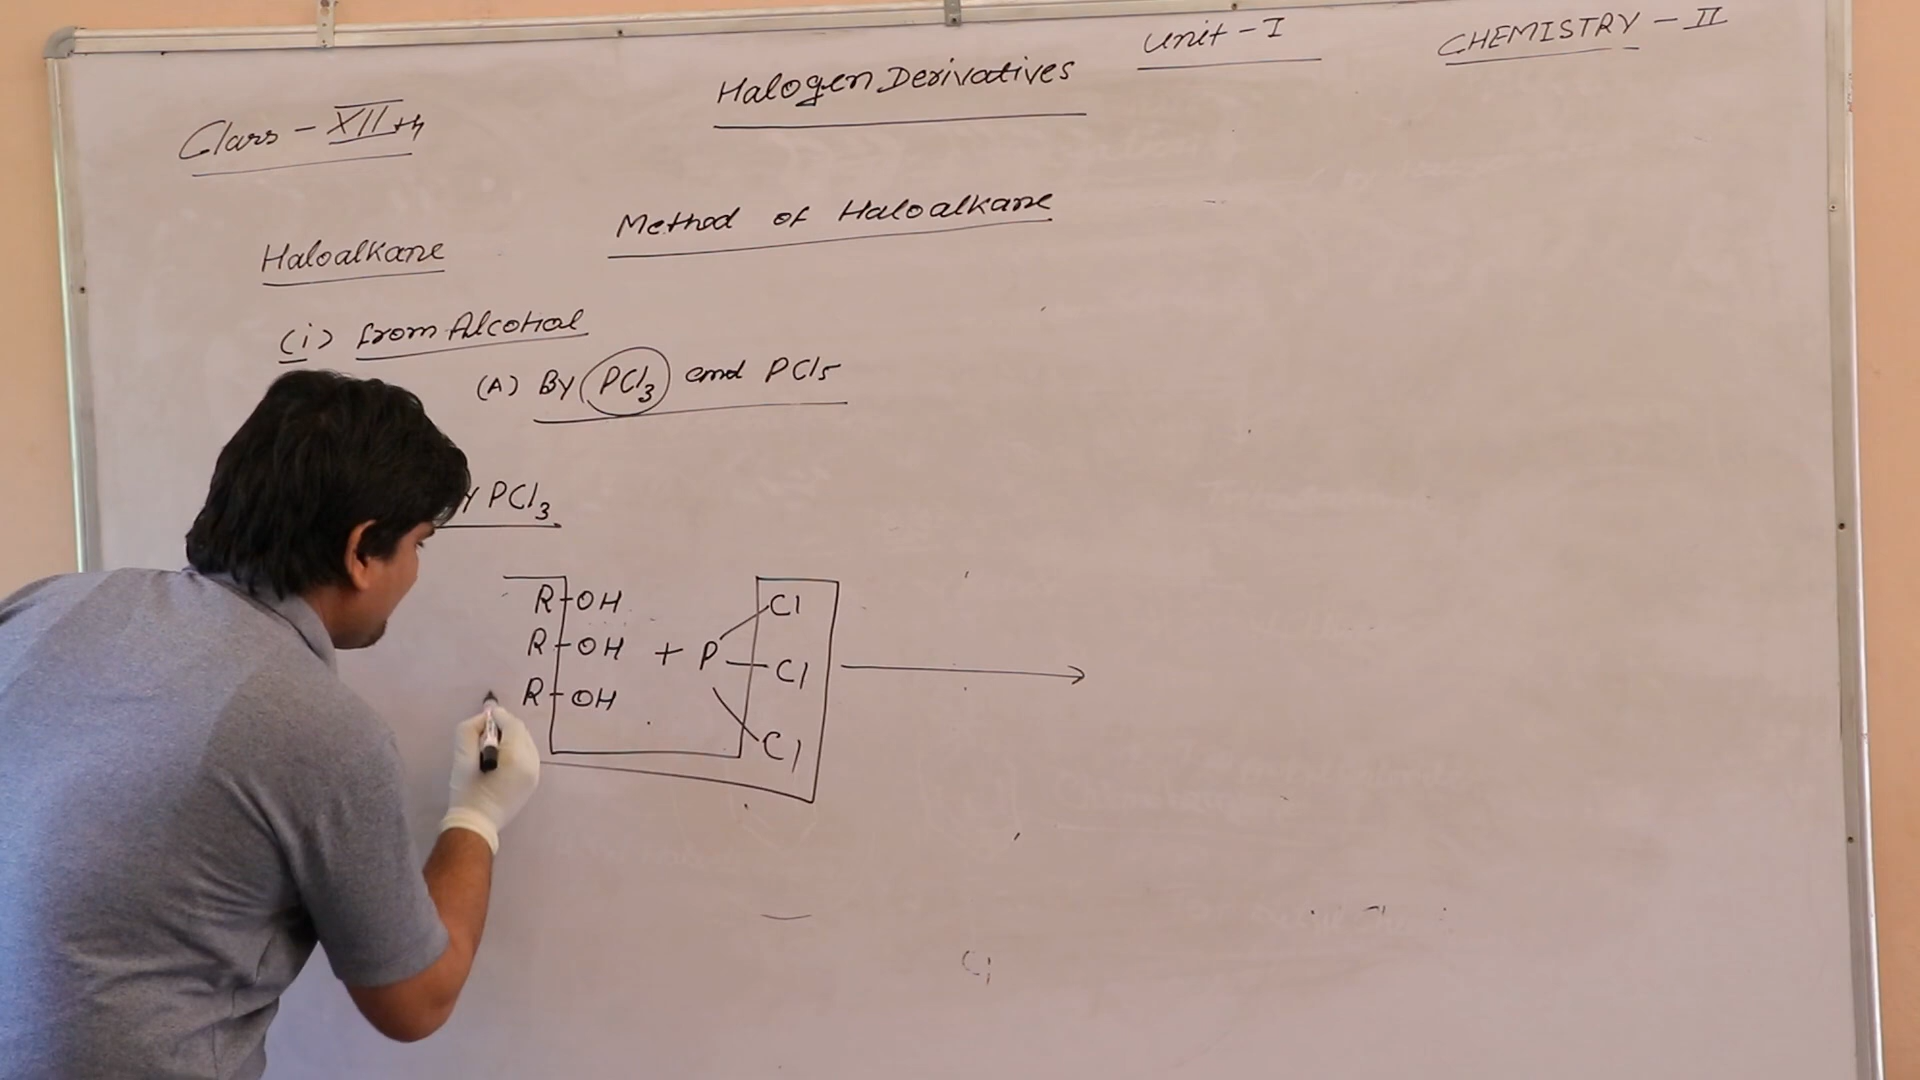 Unit - I
CHEMISTRY - II
Halogen Derivatives
Class - XII th
Method of Haloalkane
Haloalkane
(i) from Alcohol
(A) By PCl3 and PCl5
y PCl3
R-OH
R-OH
R-OH
+ P
Cl
Cl
Cl